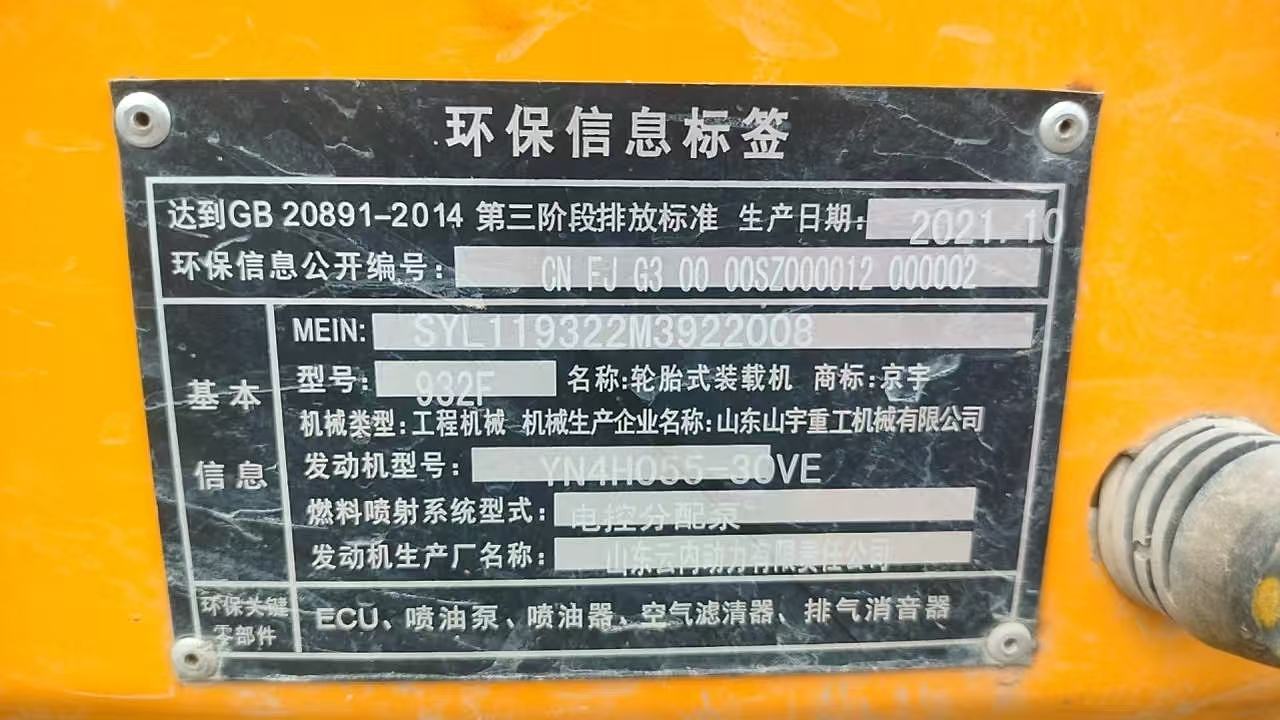 环保信息标签
达到GB 20891-2014 第三阶段排放标准 生产日期: 2021.10
环保信息公开编号: CN FJ G3 00 00SZ000012 000002
基本信息
MEIN: SYL119322M3922008
型号: 932F 名称:轮胎式装载机 商标:京宇
机械类型:工程机械 机械生产企业名称:山东山宇重工机械有限公司
发动机型号: YN4H055-30VE
燃料喷射系统型式: 电控分配泵
发动机生产厂名称: 山东云内动力有限责任公司
环保关键零部件
ECU、喷油泵、喷油器、空气滤清器、排气消音器